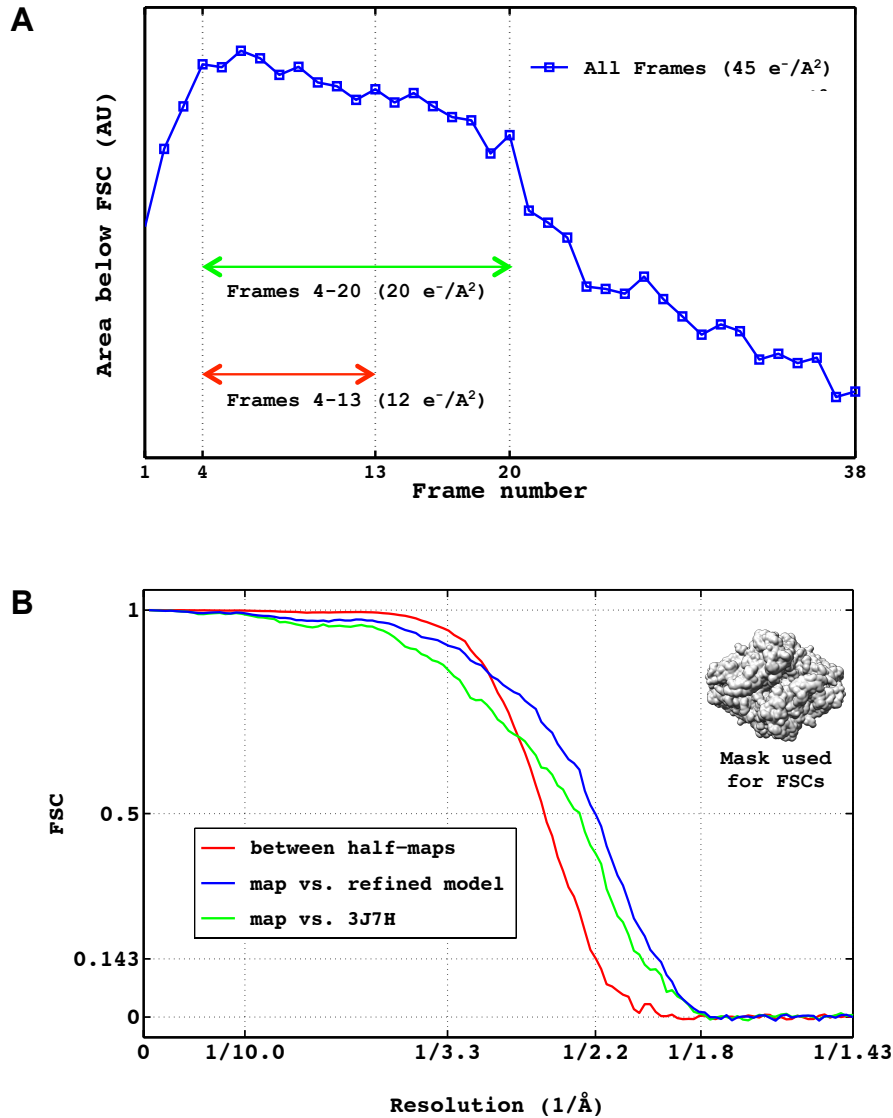 A
Area below FSC (AU)
All Frames (45 e⁻/A²)
Frames 4−20 (20 e⁻/A²)
Frames 4−13 (12 e⁻/A²)
1 4 13 20 38
Frame number
B
FSC
1
0.5
0.143
0
Mask used
for FSCs
between half−maps
map vs. refined model
map vs. 3J7H
0 1/10.0 1/3.3 1/2.2 1/1.8 1/1.43
Resolution (1/Å)